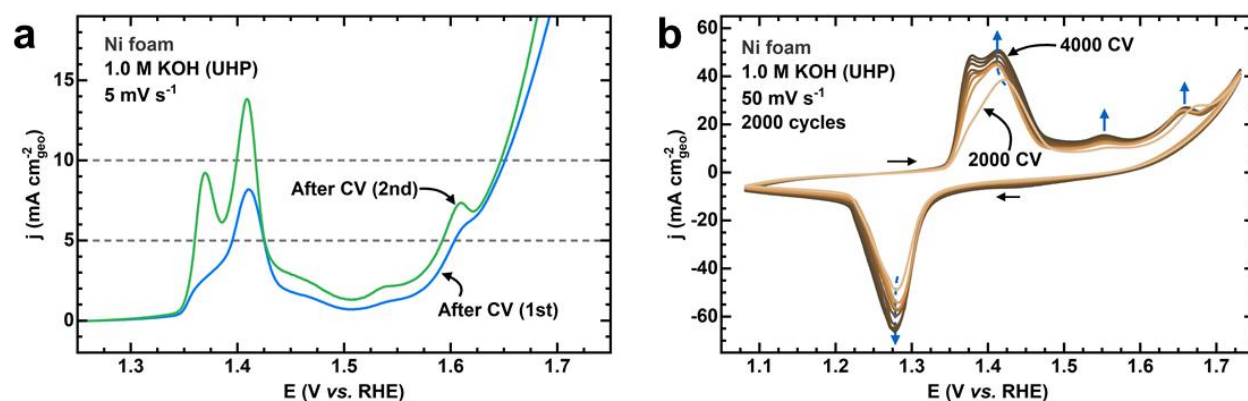 a
Ni foam
1.0 M KOH (UHP)
5 mV s⁻¹
After CV (2nd)
After CV (1st)
15
10
5
0
1.3
1.4
1.5
1.6
1.7
j (mA cm⁻²geo)
E (V vs. RHE)
b
Ni foam
1.0 M KOH (UHP)
50 mV s⁻¹
2000 cycles
4000 CV
2000 CV
60
40
20
0
-20
-40
-60
1.1
1.2
1.3
1.4
1.5
1.6
1.7
j (mA cm⁻²geo)
E (V vs. RHE)